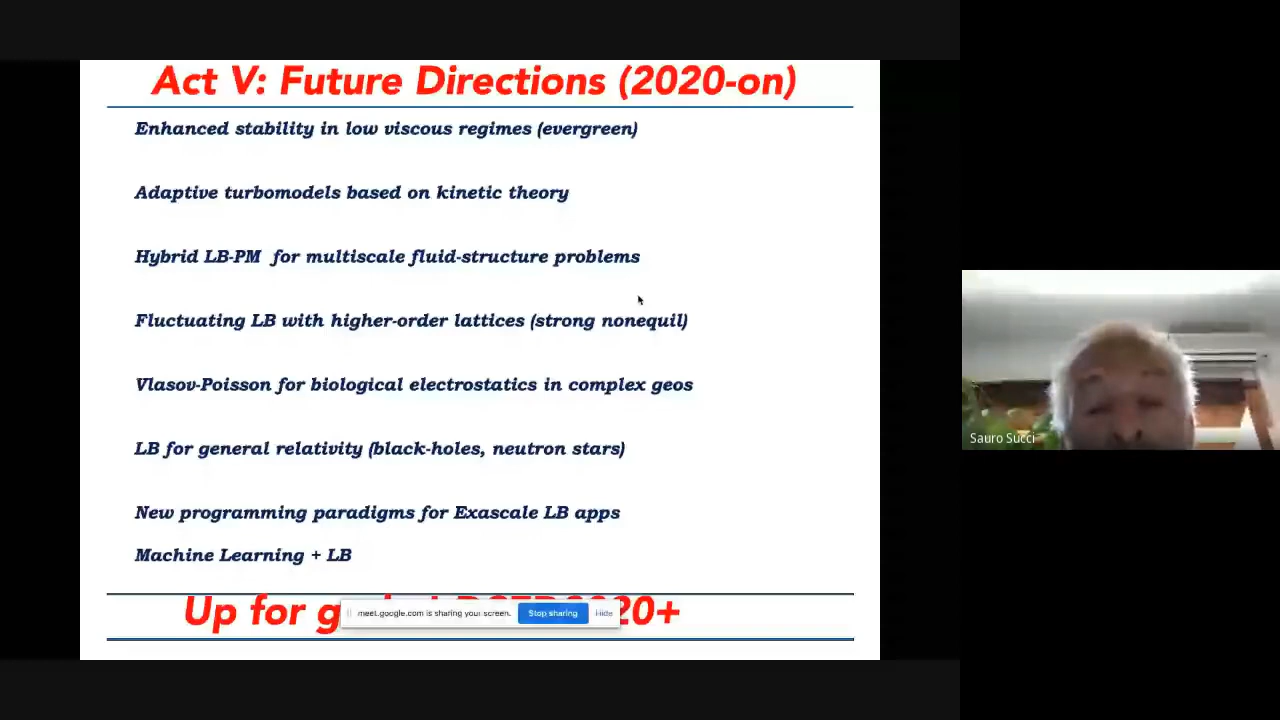 Act V: Future Directions (2020-on)
Enhanced stability in low viscous regimes (evergreen)
Adaptive turbomodels based on kinetic theory
Hybrid LB-PM for multiscale fluid-structure problems
Fluctuating LB with higher-order lattices (strong nonequil)
Vlasov-Poisson for biological electrostatics in complex geos
LB for general relativity (black-holes, neutron stars)
Sauro Succi
New programming paradigms for Exascale LB apps
Machine Learning + LB
Up for
meet.google.com is sharing your screen. Stop sharing Hide